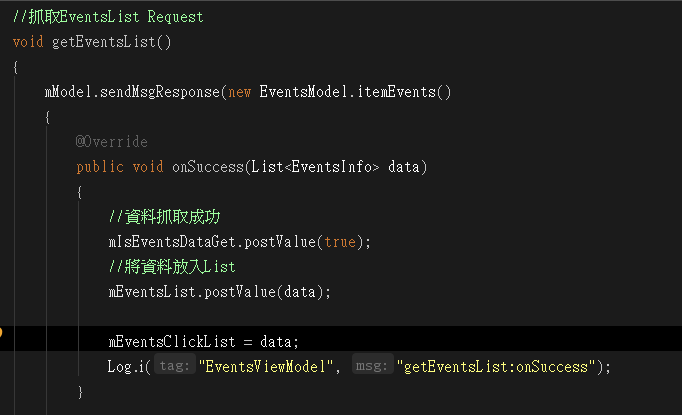 //抓取EventsList Request
void getEventsList()
{
mModel.sendMsgResponse(new EventsModel.itemEvents()
{
@Override
public void onSuccess(List<EventsInfo> data)
{
//資料抓取成功
mIsEventsDataGet.postValue(true);
//將資料放入List
mEventsList.postValue(data);
mEventsClickList = data;
Log.i( tag: "EventsViewModel", msg: "getEventsList:onSuccess");
}